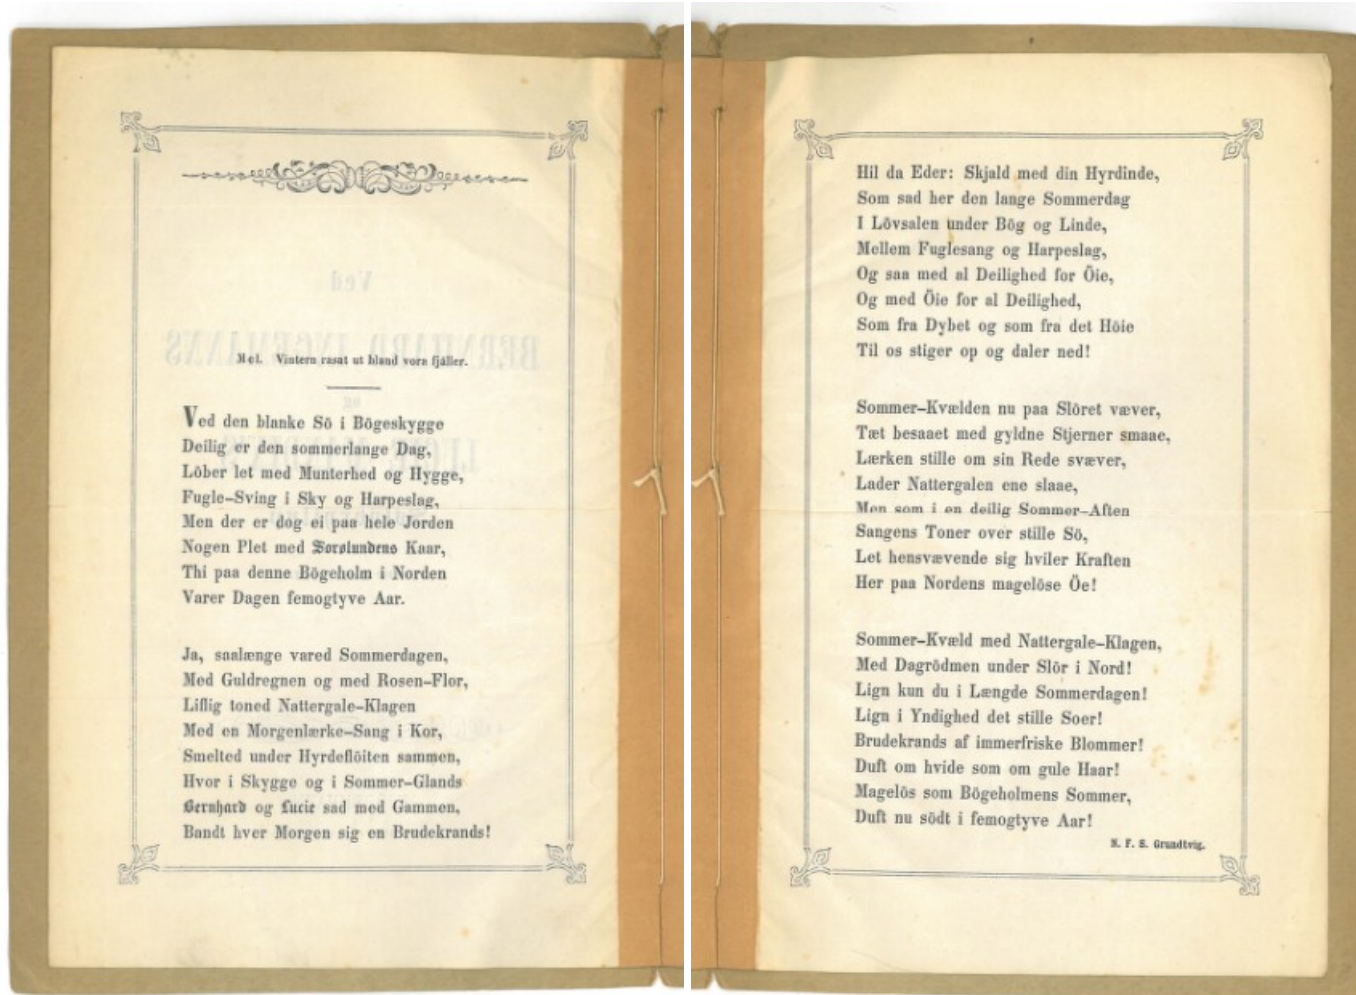 Mel. Vintern rasat ut bland vora fjäller.
Ved den blanke Sö i Bögeskygge
Deilig er den sommerlange Dag,
Löber let med Munterhed og Hygge,
Fugle-Sving i Sky og Harpeslag,
Men der er dog ei paa hele Jorden
Nogen Plet med Sorølundens Kaar,
Thi paa denne Bögeholm i Norden
Varer Dagen femogtyve Aar.
Ja, saalænge vared Sommerdagen,
Med Guldregnen og med Rosen-Flor,
Liflig toned Nattergale-Klagen
Med en Morgenlærke-Sang i Kor,
Smelted under Hyrdeflöiten sammen,
Hvor i Skygge og i Sommer-Glands
Bernhard og Lucie sad med Gammen,
Bandt hver Morgen sig en Brudekrands!
Hil da Eder: Skjald med din Hyrdinde,
Som sad her den lange Sommerdag
I Lövsalen under Bög og Linde,
Mellem Fuglesang og Harpeslag,
Og saa med al Deilighed for Öie,
Og med Öie for al Deilighed,
Som fra Dybet og som fra det Höie
Til os stiger op og daler ned!
Sommer-Kvælden nu paa Slöret væver,
Tæt besaaet med gyldne Stjerner smaae,
Lærken stille om sin Rede svæver,
Lader Nattergalen ene slaae,
Men som i en deilig Sommer-Aften
Sangens Toner over stille Sö,
Let hensvævende sig hviler Kraften
Her paa Nordens magelöse Öe!
Sommer-Kvæld med Nattergale-Klagen,
Med Dagrödmen under Slör i Nord!
Lign kun du i Længde Sommerdagen!
Lign i Yndighed det stille Soer!
Brudekrands af immerfriske Blommer!
Duft om hvide som om gule Haar!
Magelös som Bögeholmens Sommer,
Duft nu södt i femogtyve Aar!
N. F. S. Grundtvig.